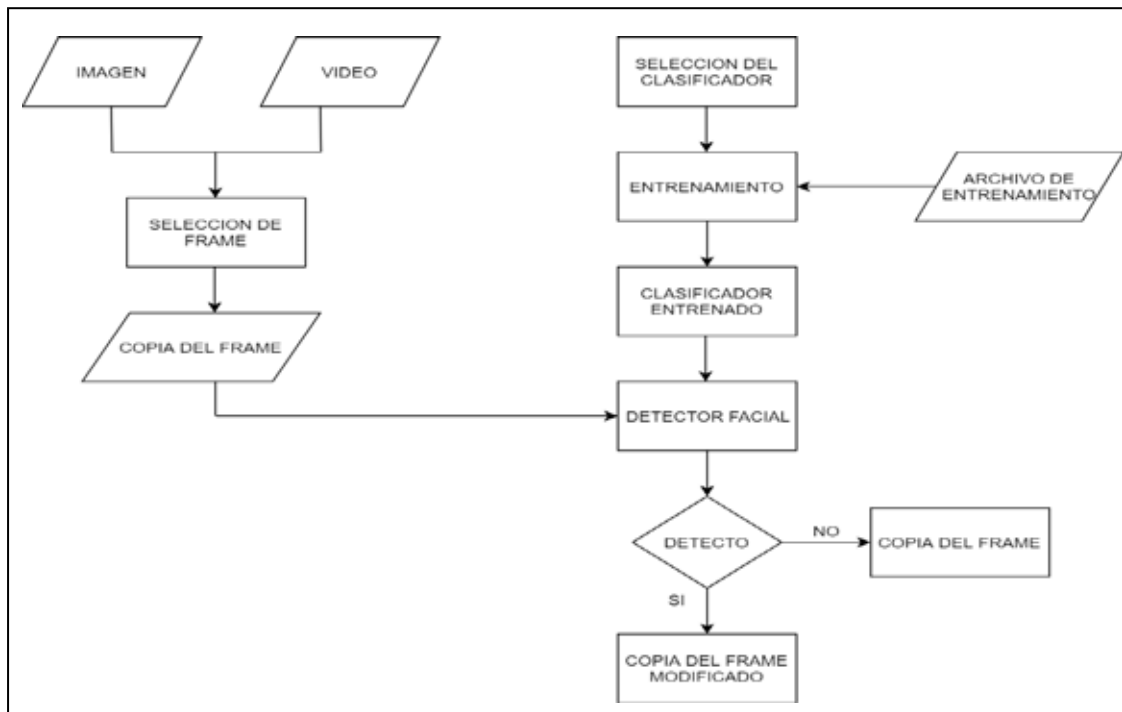 IMAGEN
VIDEO
SELECCION DE
FRAME
COPIA DEL FRAME
SELECCION DEL
CLASIFICADOR
ENTRENAMIENTO
ARCHIVO DE
ENTRENAMIENTO
CLASIFICADOR
ENTRENADO
DETECTOR FACIAL
DETECTO
NO
COPIA DEL FRAME
SI
COPIA DEL FRAME
MODIFICADO